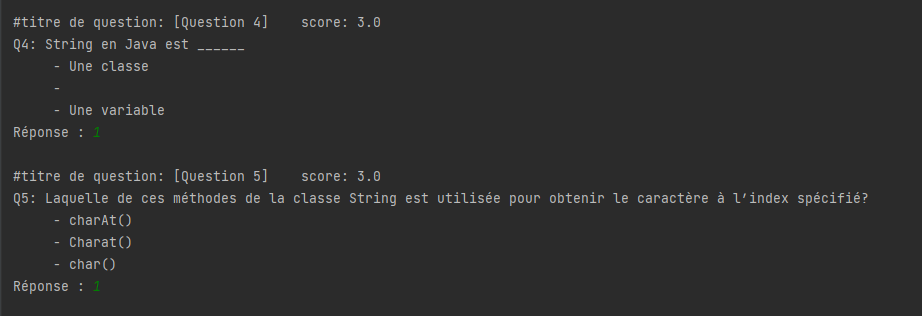 #titre de question: [Question 4]    score: 3.0
Q4: String en Java est ______
     - Une classe
     -
     - Une variable
Réponse : 1

#titre de question: [Question 5]    score: 3.0
Q5: Laquelle de ces méthodes de la classe String est utilisée pour obtenir le caractère à l’index spécifié?
     - charAt()
     - Charat()
     - char()
Réponse : 1